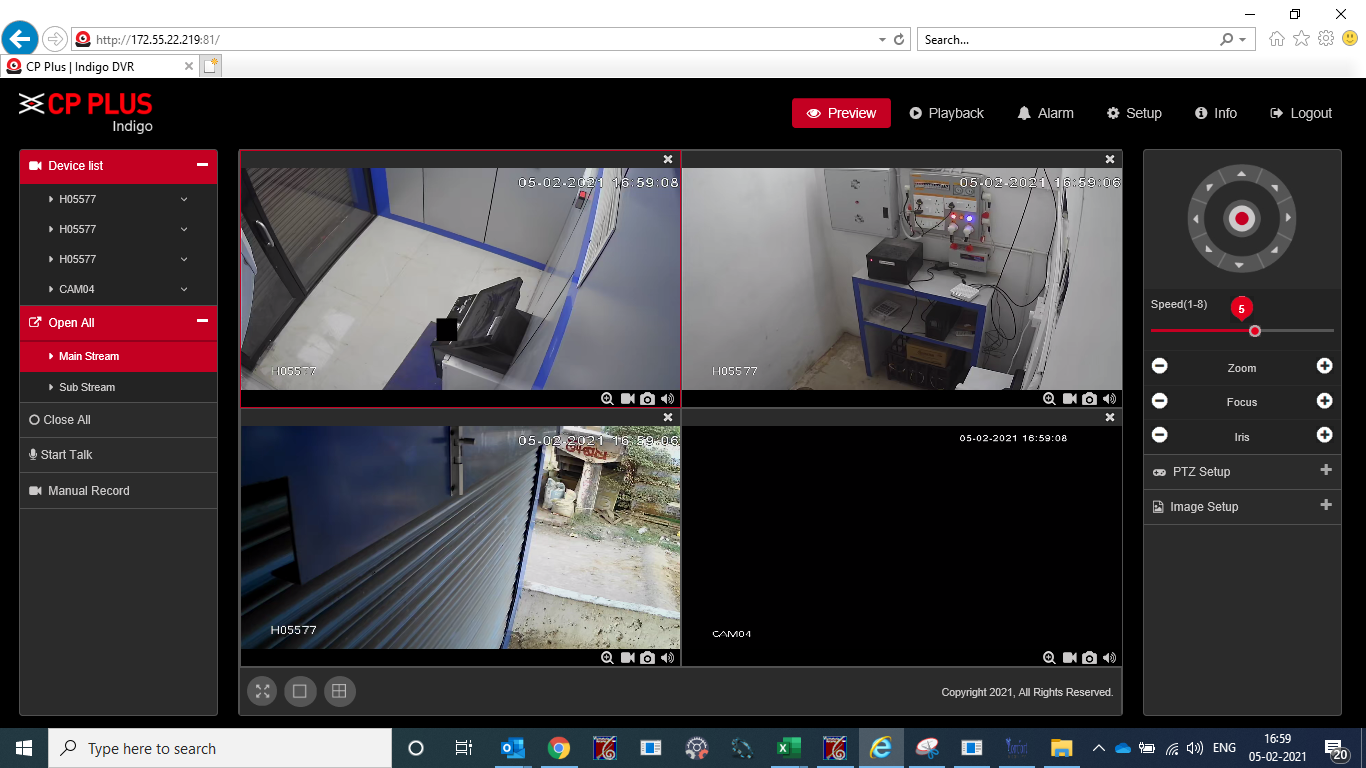 http://172.55.22.219:81/
Search...
CP Plus | Indigo DVR
CP PLUS
Indigo
Preview
Playback
Alarm
Setup
Info
Logout
Device list
H05577
H05577
H05577
CAM04
Open All
Main Stream
Sub Stream
Close All
Start Talk
Manual Record
05-02-2021 16:59:08
H05577
05-02-2021 16:59:06
H05577
05-02-2021 16:59:06
H05577
05-02-2021 16:59:08
CAM04
Copyright 2021, All Rights Reserved.
Speed(1-8)
5
Zoom
Focus
Iris
PTZ Setup
Image Setup
Type here to search
ENG
16:59
05-02-2021
20